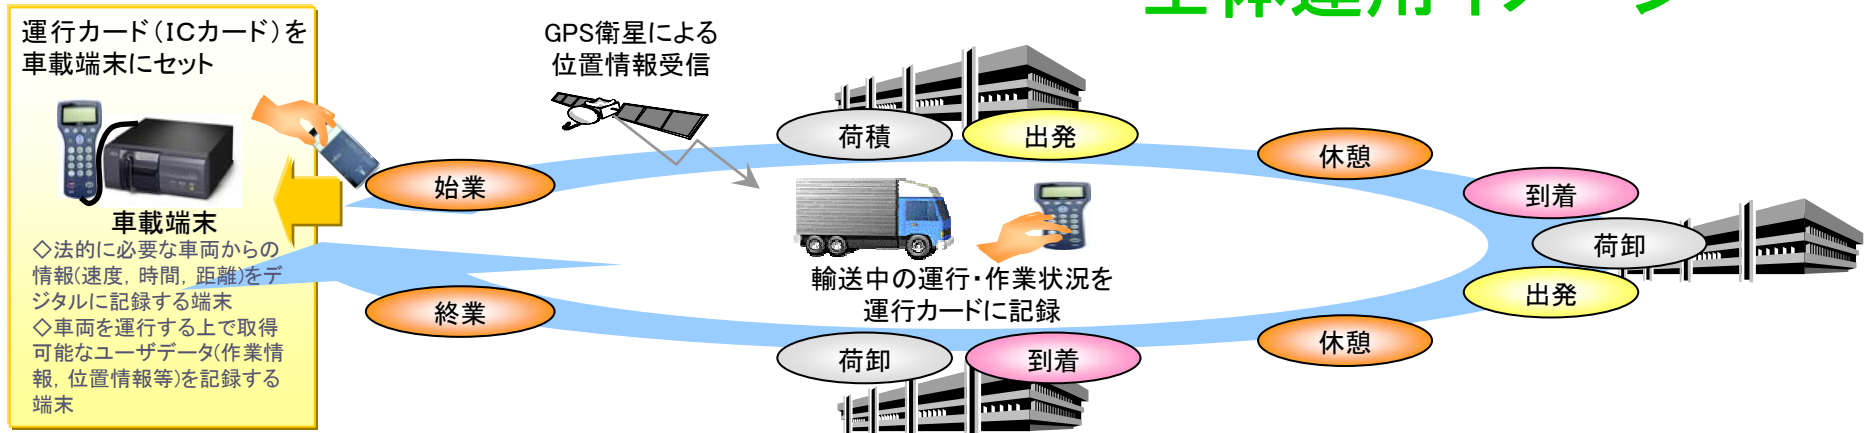 運行カード（ICカード）を
車載端末にセット
車載端末
◇法的に必要な車両からの
情報(速度，時間，距離)をデ
ジタルに記録する端末
◇車両を運行する上で取得
可能なユーザデータ(作業情
報，位置情報等)を記録する
端末
GPS衛星による
位置情報受信
始業
荷積
出発
休憩
到着
荷卸
出発
休憩
到着
荷卸
終業
輸送中の運行・作業状況を
運行カードに記録